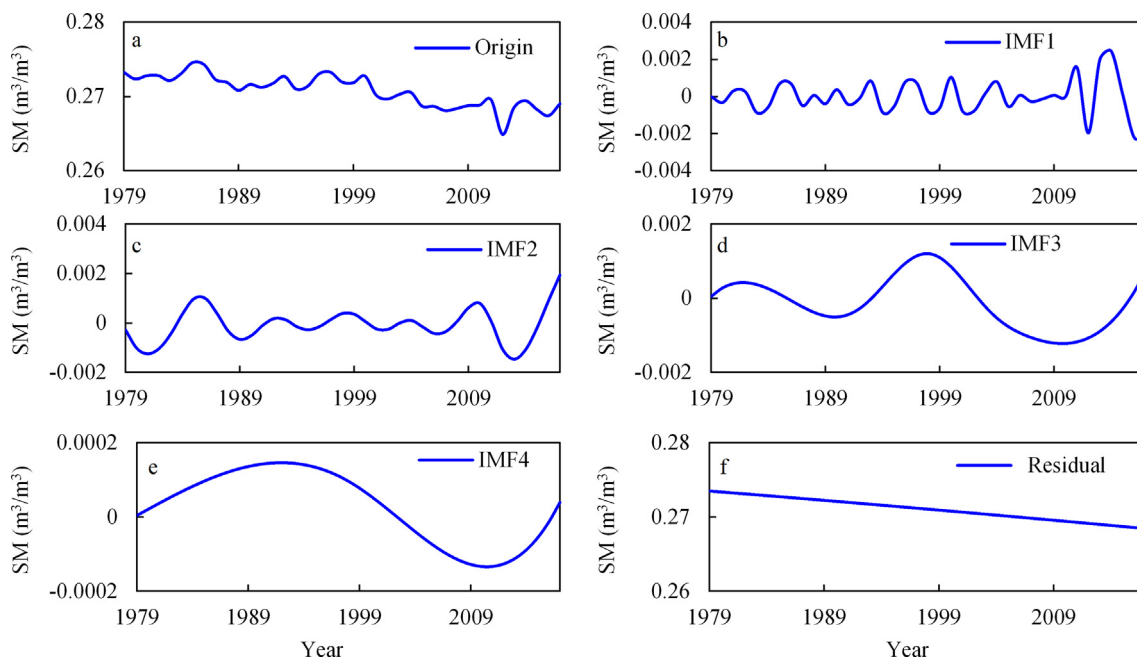 0.28
a
Origin
SM (m³/m³)
0.27
0.26
1979 1989 1999 2009
0.004
b
IMF1
0.002
SM (m³/m³)
0
-0.002
-0.004
1979 1989 1999 2009
0.004
c
IMF2
0.002
SM (m³/m³)
0
-0.002
1979 1989 1999 2009
0.002
d
IMF3
SM (m³/m³)
0
-0.002
1979 1989 1999 2009
0.0002
e
IMF4
SM (m³/m³)
0
-0.0002
1979 1989 1999 2009
Year
0.28
f
Residual
SM (m³/m³)
0.27
0.26
1979 1989 1999 2009
Year